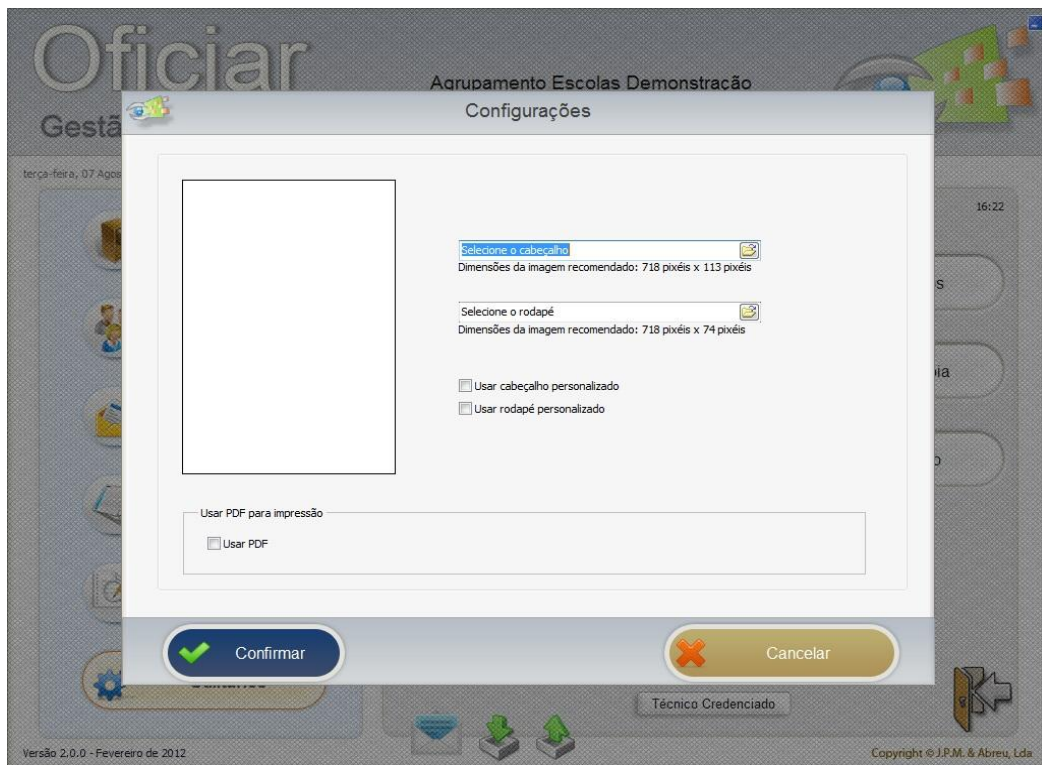 Oficiar
Agrupamento Escolas Demonstração
Configurações
terça-feira, 07
16:22
Selecione o cabeçalho
Dimensões da imagem recomendado: 718 pixéis x 113 pixéis
Selecione o rodapé
Dimensões da imagem recomendado: 718 pixéis x 74 pixéis
Usar cabeçalho personalizado
Usar rodapé personalizado
Usar PDF para impressão
Usar PDF
Confirmar
Cancelar
Técnico Credenciado
Versão 2.0.0 - Fevereiro de 2012
Copyright © J.P.M. & Abreu, Lda